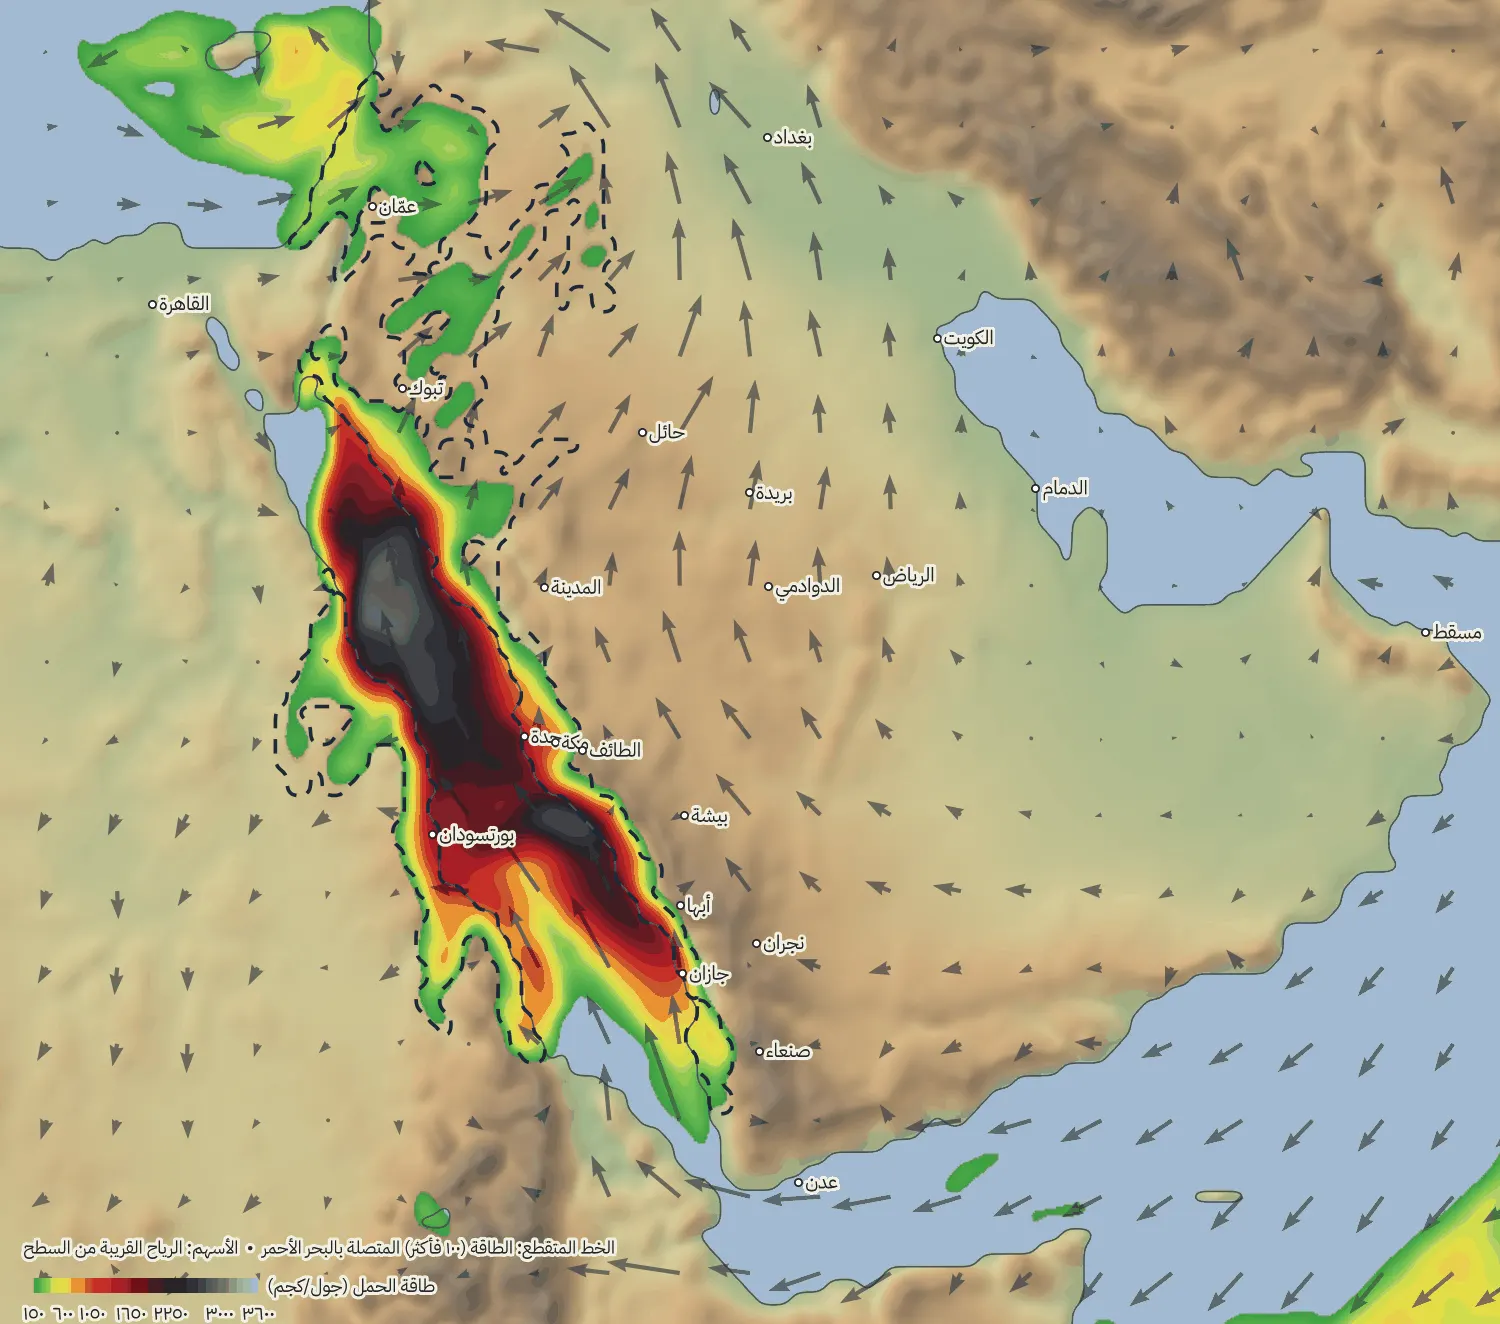 بغداد
عمّان
القاهرة
الكويت
تبوك
حائل
الدمام
بريدة
الرياض
الدوادمي
المدينة
مسقط
جدة
مكة
الطائف
بيشة
بورتسودان
أبها
نجران
جازان
صنعاء
عدن
الخط المتقطع: الطاقة (١٠٠ فأكثر) المتصلة بالبحر الأحمر • الأسهم: الرياح القريبة من السطح
طاقة الحمل (جول/كجم)
١٥٠ ٦٠٠ ١٠٥٠ ١٦٥٠ ٢٢٥٠ ٣٠٠٠ ٣٦٠٠